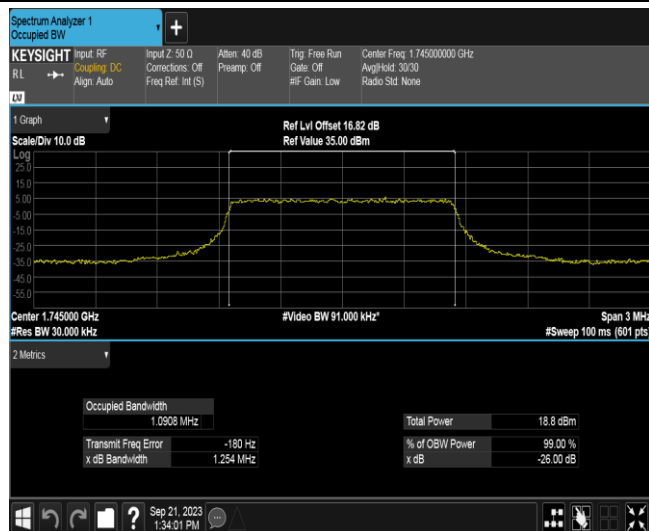 Spectrum Analyzer 1
Occupied BW
+
KEYSIGHT Input: RF Input Z: 50 Ω Atten: 40 dB Trig: Free Run Center Freq: 1.745000000 GHz
RL Coupling: DC Corrections: Off Preamp: Off Gate: Off Avg|Hold: 30/30
Align: Auto Freq Ref: Int (S) #IF Gain: Low Radio Std: None
LXI
1 Graph
Ref Lvl Offset 16.82 dB
Scale/Div 10.0 dB Ref Value 35.00 dBm
Log
25.0
15.0
5.00
-5.00
-15.0
-25.0
-35.0
-45.0
-55.0
Center 1.745000 GHz #Video BW 91.000 kHz* Span 3 MHz
#Res BW 30.000 kHz #Sweep 100 ms (601 pts)
2 Metrics
Occupied Bandwidth
1.0908 MHz Total Power 18.8 dBm
Transmit Freq Error -180 Hz % of OBW Power 99.00 %
x dB Bandwidth 1.254 MHz x dB -26.00 dB
? Sep 21, 2023
1:34:01 PM